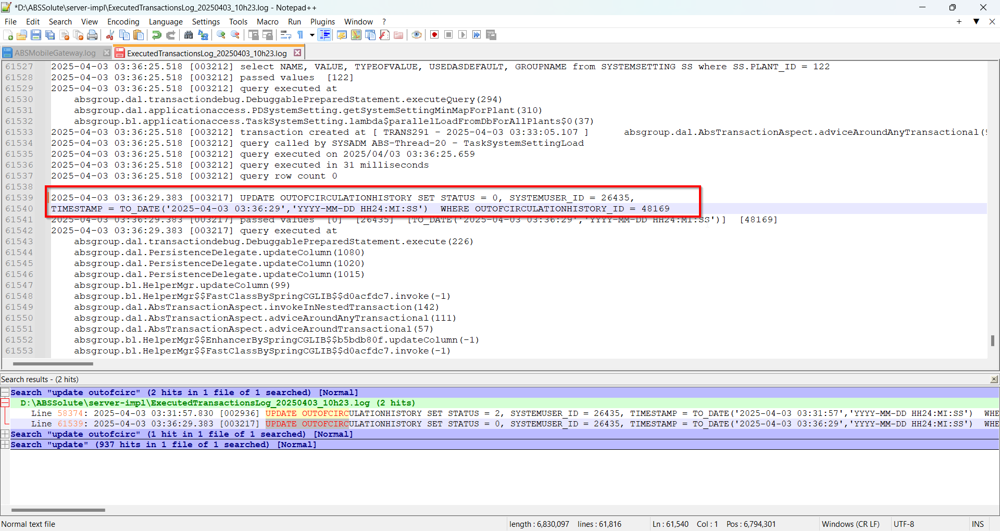 *D:\ABSSolute\server-impl\ExecutedTransactionsLog_20250403_10h23.log - Notepad++
File Edit Search View Encoding Language Settings Tools Macro Run Plugins Window ?
ABSMobileGateway.log ExecutedTransactionsLog_20250403_10h23.log
61527 2025-04-03 03:36:25.518 [003212] select NAME, VALUE, TYPEOFVALUE, USEDASDEFAULT, GROUPNAME from SYSTEMSETTING SS where SS.PLANT_ID = 122
61528 2025-04-03 03:36:25.518 [003212] passed values [122]
61529 2025-04-03 03:36:25.518 [003212] query executed at
61530 absgroup.dal.transactiondebug.DebuggablePreparedStatement.executeQuery(294)
61531 absgroup.dal.applicationaccess.PDSystemSetting.getSystemSettingMinMapForPlant(310)
61532 absgroup.bl.applicationaccess.TaskSystemSetting.lambda$parallelLoadFromDbForAllPlants$0(37)
61533 2025-04-03 03:36:25.518 [003212] transaction created at [ TRANS291 - 2025-04-03 03:33:05.107 ] absgroup.dal.AbsTransactionAspect.adviceAroundAnyTransactional(
61534 2025-04-03 03:36:25.518 [003212] query called by SYSADM ABS-Thread-20 - TaskSystemSettingLoad
61535 2025-04-03 03:36:25.518 [003212] query executed on 2025/04/03 03:36:25.659
61536 2025-04-03 03:36:25.518 [003212] query executed in 31 milliseconds
61537 2025-04-03 03:36:25.518 [003212] query row count 0
61538
61539 2025-04-03 03:36:29.383 [003217] UPDATE OUTOFCIRCULATIONHISTORY SET STATUS = 0, SYSTEMUSER_ID = 26435,
61540 TIMESTAMP = TO_DATE('2025-04-03 03:36:29','YYYY-MM-DD HH24:MI:SS') WHERE OUTOFCIRCULATIONHISTORY_ID = 48169
61541 2025-04-03 03:36:29.383 [003217] passed values [0] [26435] [TO_DATE('2025-04-03 03:36:29','YYYY-MM-DD HH24:MI:SS')] [48169]
61542 2025-04-03 03:36:29.383 [003217] query executed at
61543 absgroup.dal.transactiondebug.DebuggablePreparedStatement.execute(226)
61544 absgroup.dal.PersistenceDelegate.updateColumn(1080)
61545 absgroup.dal.PersistenceDelegate.updateColumn(1020)
61546 absgroup.dal.PersistenceDelegate.updateColumn(1015)
61547 absgroup.bl.HelperMgr.updateColumn(99)
61548 absgroup.bl.HelperMgr$$FastClassBySpringCGLIB$$d0acfdc7.invoke(-1)
61549 absgroup.dal.AbsTransactionAspect.invokeInNestedTransaction(142)
61550 absgroup.dal.AbsTransactionAspect.adviceAroundAnyTransactional(111)
61551 absgroup.dal.AbsTransactionAspect.adviceAroundTransactional(57)
61552 absgroup.bl.HelperMgr$$EnhancerBySpringCGLIB$$b5bdb80f.updateColumn(-1)
61553 absgroup.bl.HelperMgr$$FastClassBySpringCGLIB$$d0acfdc7.invoke(-1)
Search results - (2 hits)
Search "update outofcirc" (2 hits in 1 file of 1 searched) [Normal]
D:\ABSSolute\server-impl\ExecutedTransactionsLog_20250403_10h23.log (2 hits)
Line 58374: 2025-04-03 03:31:57.830 [002936] UPDATE OUTOFCIRCULATIONHISTORY SET STATUS = 2, SYSTEMUSER_ID = 26435, TIMESTAMP = TO_DATE('2025-04-03 03:31:57','YYYY-MM-DD HH24:MI:SS') WHE
Line 61539: 2025-04-03 03:36:29.383 [003217] UPDATE OUTOFCIRCULATIONHISTORY SET STATUS = 0, SYSTEMUSER_ID = 26435, TIMESTAMP = TO_DATE('2025-04-03 03:36:29','YYYY-MM-DD HH24:MI:SS') WHE
Search "update outofcirc" (1 hit in 1 file of 1 searched) [Normal]
Search "update" (937 hits in 1 file of 1 searched) [Normal]
Normal text file length : 6,830,097 lines : 61,816 Ln : 61,540 Col : 1 Pos : 6,794,301 Windows (CR LF) UTF-8 INS